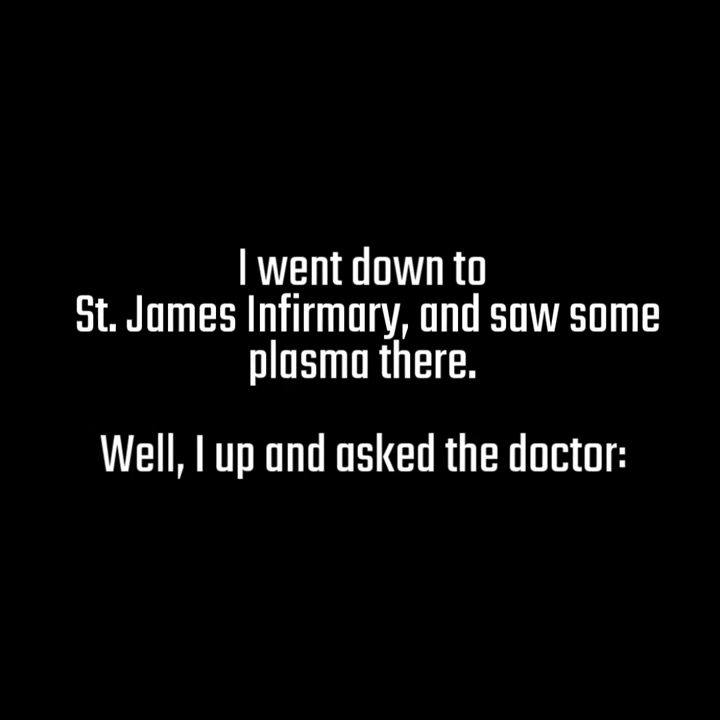 I went down to
St. James Infirmary, and saw some
plasma there.
Well, I up and asked the doctor: